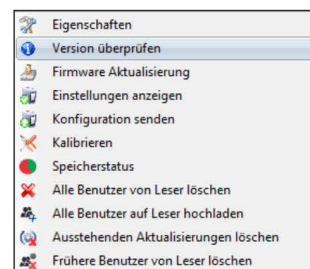 Eigenschaften
Version überprüfen
Firmware Aktualisierung
Einstellungen anzeigen
Konfiguration senden
Kalibrieren
Speicherstatus
Alle Benutzer von Leser löschen
Alle Benutzer auf Leser hochladen
Ausstehenden Aktualisierungen löschen
Frühere Benutzer von Leser löschen